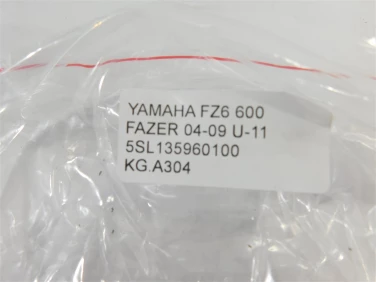 YAMAHA FZ6 600
FAZER 04-09 U-11
5SL135960100
KG.A304